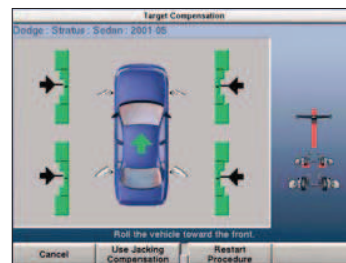 Target Compensation
Dodge : Stratus : Sedan : 2001-05
Roll the vehicle toward the front.
Cancel
Use Jacking
Compensation
Restart
Procedure